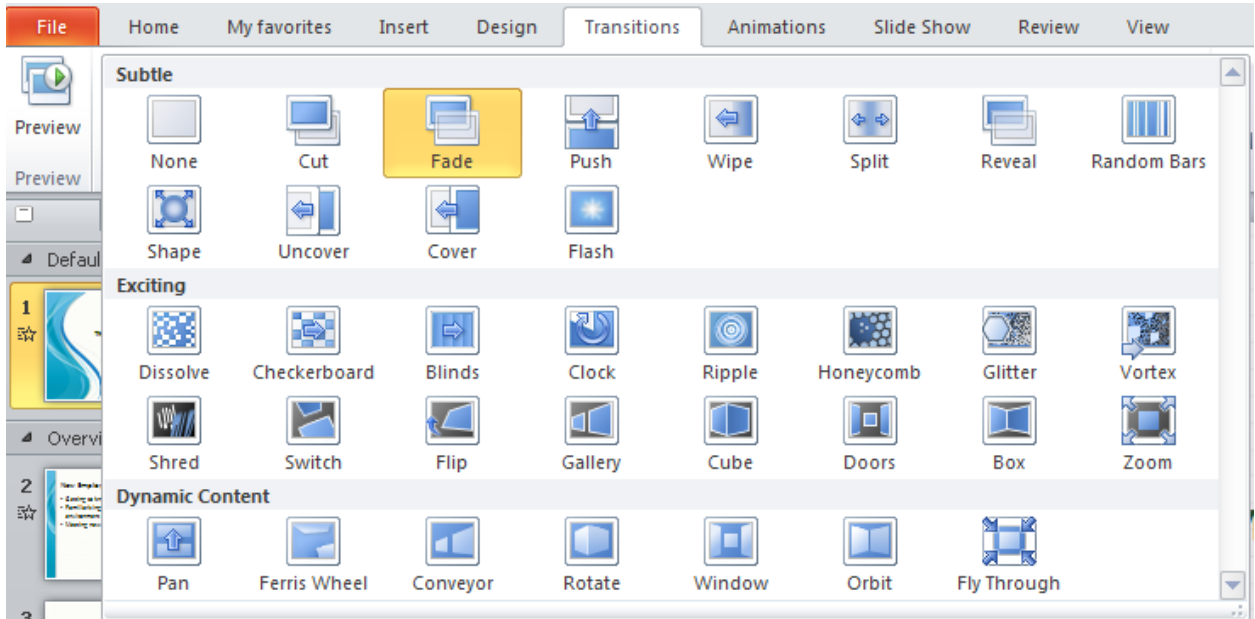 File Home My favorites Insert Design Transitions Animations Slide Show Review View
Preview
Preview
Subtle
None Cut Fade Push Wipe Split Reveal Random Bars
Shape Uncover Cover Flash
Exciting
Dissolve Checkerboard Blinds Clock Ripple Honeycomb Glitter Vortex
Shred Switch Flip Gallery Cube Doors Box Zoom
Dynamic Content
Pan Ferris Wheel Conveyor Rotate Window Orbit Fly Through
Defaul
1
Overvi
2
3